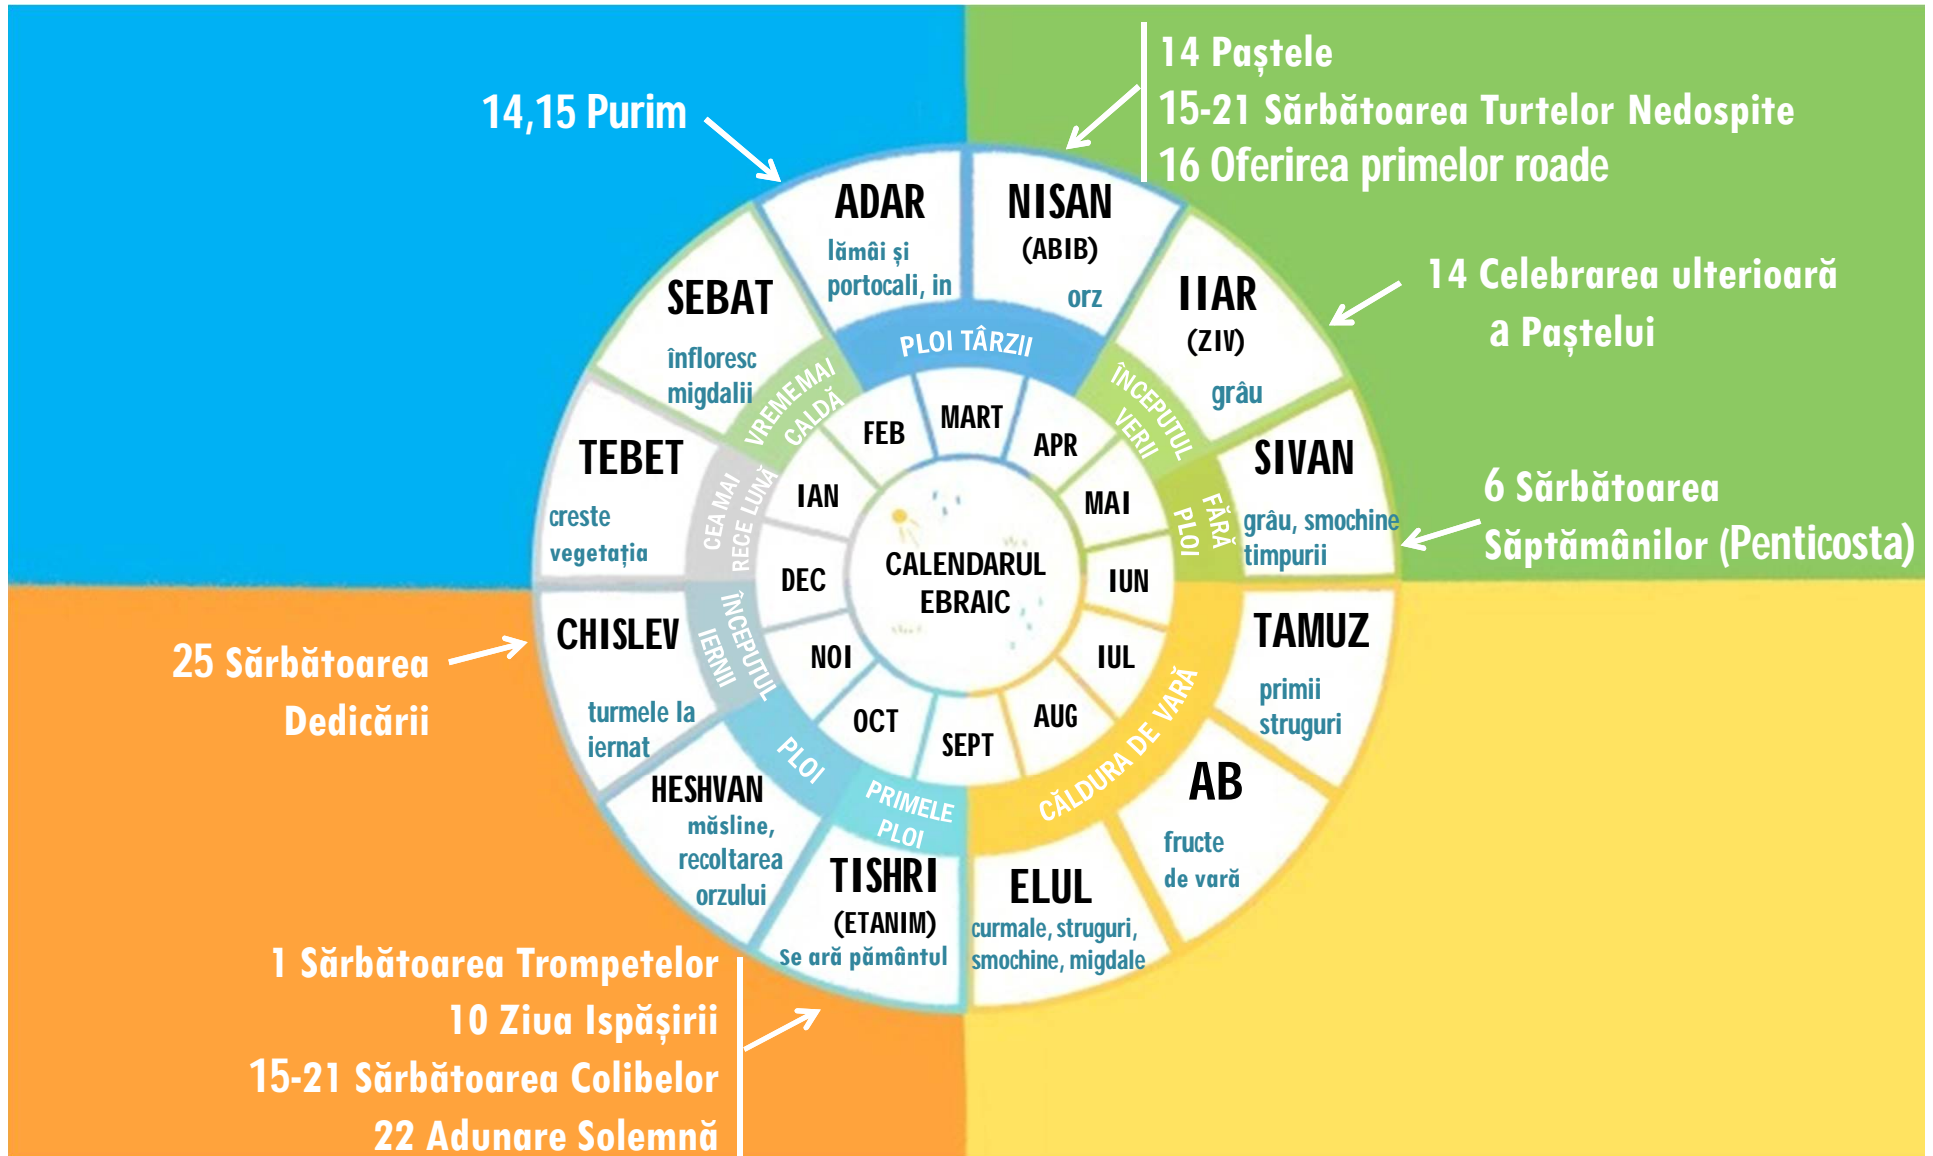 14 Paștele
15-21 Sărbătoarea Turtelor Nedospite
16 Oferirea primelor roade
14,15 Purim
14 Celebrarea ulterioară
a Paștelui
6 Sărbătoarea
Săptămânilor (Penticosta)
25 Sărbătoarea
Dedicării
1 Sărbătoarea Trompetelor
10 Ziua Ispășirii
15-21 Sărbătoarea Colibelor
22 Adunare Solemnă
NISAN
(ABIB)
orz
IIAR
(ZIV)
grâu
SIVAN
grâu, smochine
timpurii
TAMUZ
primii
struguri
AB
fructe
de vară
ELUL
curmale, struguri,
smochine, migdale
TISHRI
(ETANIM)
Se ară pământul
HESHVAN
măsline,
recoltarea
orzului
CHISLEV
turmele la
iernat
TEBET
creste
vegetația
SEBAT
înfloresc
migdalii
ADAR
lămâi și
portocali, in
PLOI TÂRZII
ÎNCEPUTUL
VERII
FĂRĂ
PLOI
CĂLDURA DE VARĂ
PRIMELE
PLOI
PLOI
ÎNCEPUTUL
IERNII
CEA MAI
RECE LUNĂ
VREME MAI
CALDĂ
IAN
FEB
MART
APR
MAI
IUN
IUL
AUG
SEPT
OCT
NOI
DEC
CALENDARUL
EBRAIC